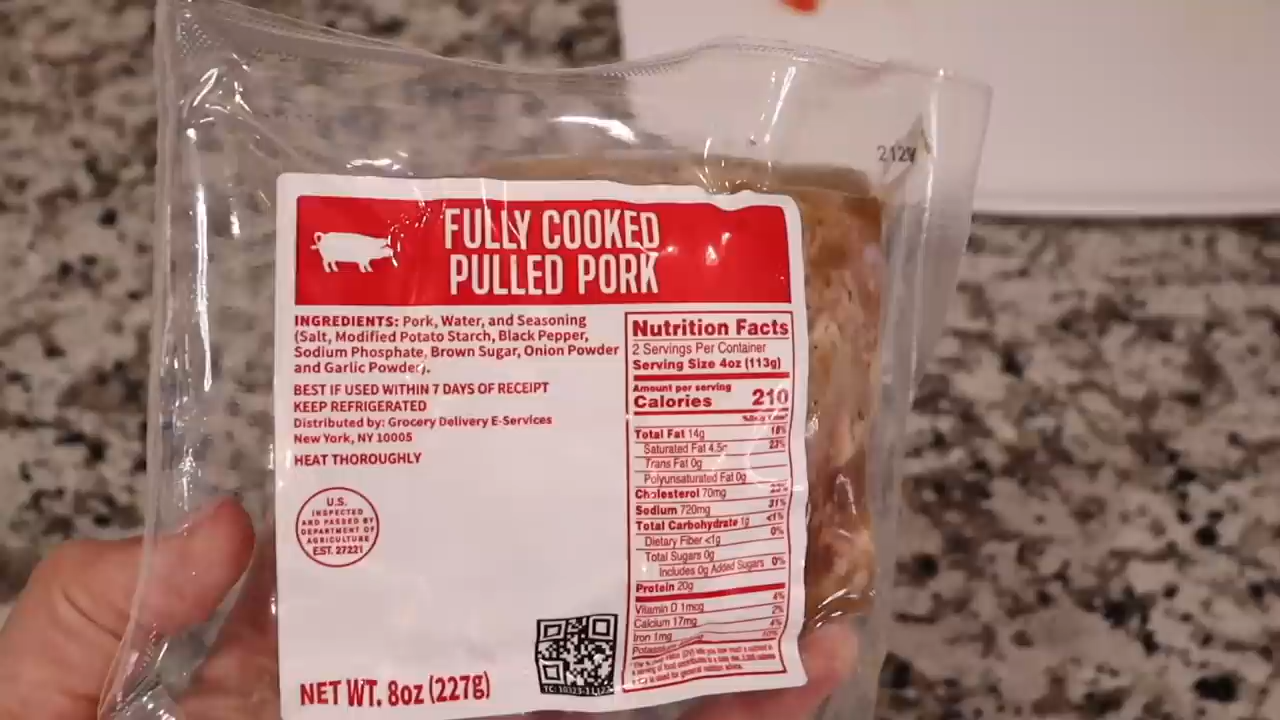 2129
FULLY COOKED
PULLED PORK
INGREDIENTS: Pork, Water, and Seasoning
(Salt, Modified Potato Starch, Black Pepper,
Sodium Phosphate, Brown Sugar, Onion Powder
and Garlic Powder).
BEST IF USED WITHIN 7 DAYS OF RECEIPT
KEEP REFRIGERATED
Distributed by: Grocery Delivery E-Services
New York, NY 10005
HEAT THOROUGHLY
U.S.
INSPECTED
AND PASSED BY
DEPARTMENT OF
AGRICULTURE
EST. 27221
NET WT. 8oz (227g)
Nutrition Facts
2 Servings Per Container
Serving Size 4oz (113g)
Amount per serving
Calories 210
% Daily Value*
Total Fat 14g 18%
Saturated Fat 4.5g 23%
Trans Fat 0g
Polyunsaturated Fat 0g
Cholesterol 70mg 23%
Sodium 720mg 31%
Total Carbohydrate 1g <1%
Dietary Fiber <1g 0%
Total Sugars 0g
Includes 0g Added Sugars 0%
Protein 20g
Vitamin D 1mcg 4%
Calcium 17mg 2%
Iron 1mg 4%
Potassium